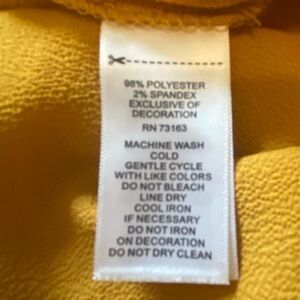 98% POLYESTER
2% SPANDEX
EXCLUSIVE OF
DECORATION
RN 73163
MACHINE WASH
COLD
GENTLE CYCLE
WITH LIKE COLORS
DO NOT BLEACH
LINE DRY
COOL IRON
IF NECESSARY
DO NOT IRON
ON DECORATION
DO NOT DRY CLEAN